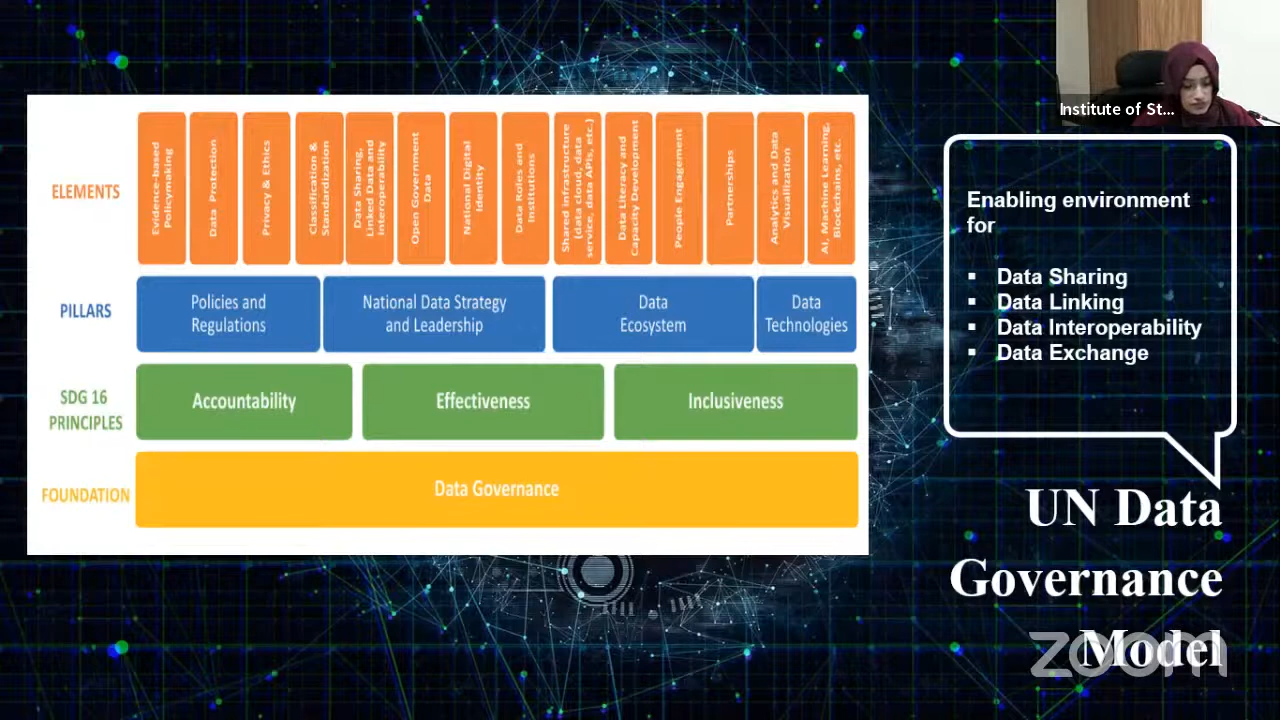 Institute of St...
ELEMENTS
Evidence-based
Policymaking
Data Protection
Privacy & Ethics
Classification &
Standardization
Data Sharing,
Linked Data and
Interoperability
Open Government
Data
National Digital
Identity
Data Roles and
Institutions
Shared infrastructure
(data cloud, data
service, data APIs, etc.)
Data Literacy and
Capacity Development
People Engagement
Partnerships
Analytics and Data
Visualization
AI, Machine Learning,
Blockchains, etc.
PILLARS
Policies and
Regulations
National Data Strategy
and Leadership
Data
Ecosystem
Data
Technologies
SDG 16
PRINCIPLES
Accountability
Effectiveness
Inclusiveness
FOUNDATION
Data Governance
Enabling environment
for
▪ Data Sharing
▪ Data Linking
▪ Data Interoperability
▪ Data Exchange
UN Data
Governance
Model
zoom